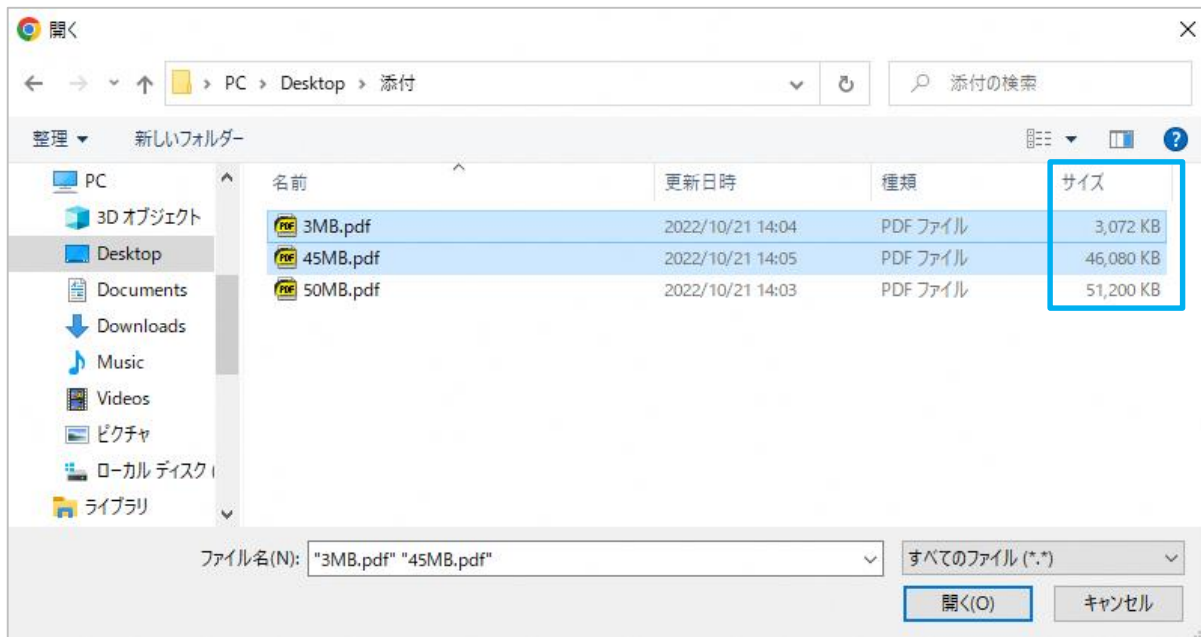 開く
PC > Desktop > 添付
添付の検索
整理 新しいフォルダー
名前 更新日時 種類 サイズ
PC
3D オブジェクト
Desktop
Documents
Downloads
Music
Videos
ピクチャ
ローカル ディスク (
ライブラリ
3MB.pdf 2022/10/21 14:04 PDF ファイル 3,072 KB
45MB.pdf 2022/10/21 14:05 PDF ファイル 46,080 KB
50MB.pdf 2022/10/21 14:03 PDF ファイル 51,200 KB
ファイル名(N): "3MB.pdf" "45MB.pdf" すべてのファイル (*.*)
開く(O) キャンセル